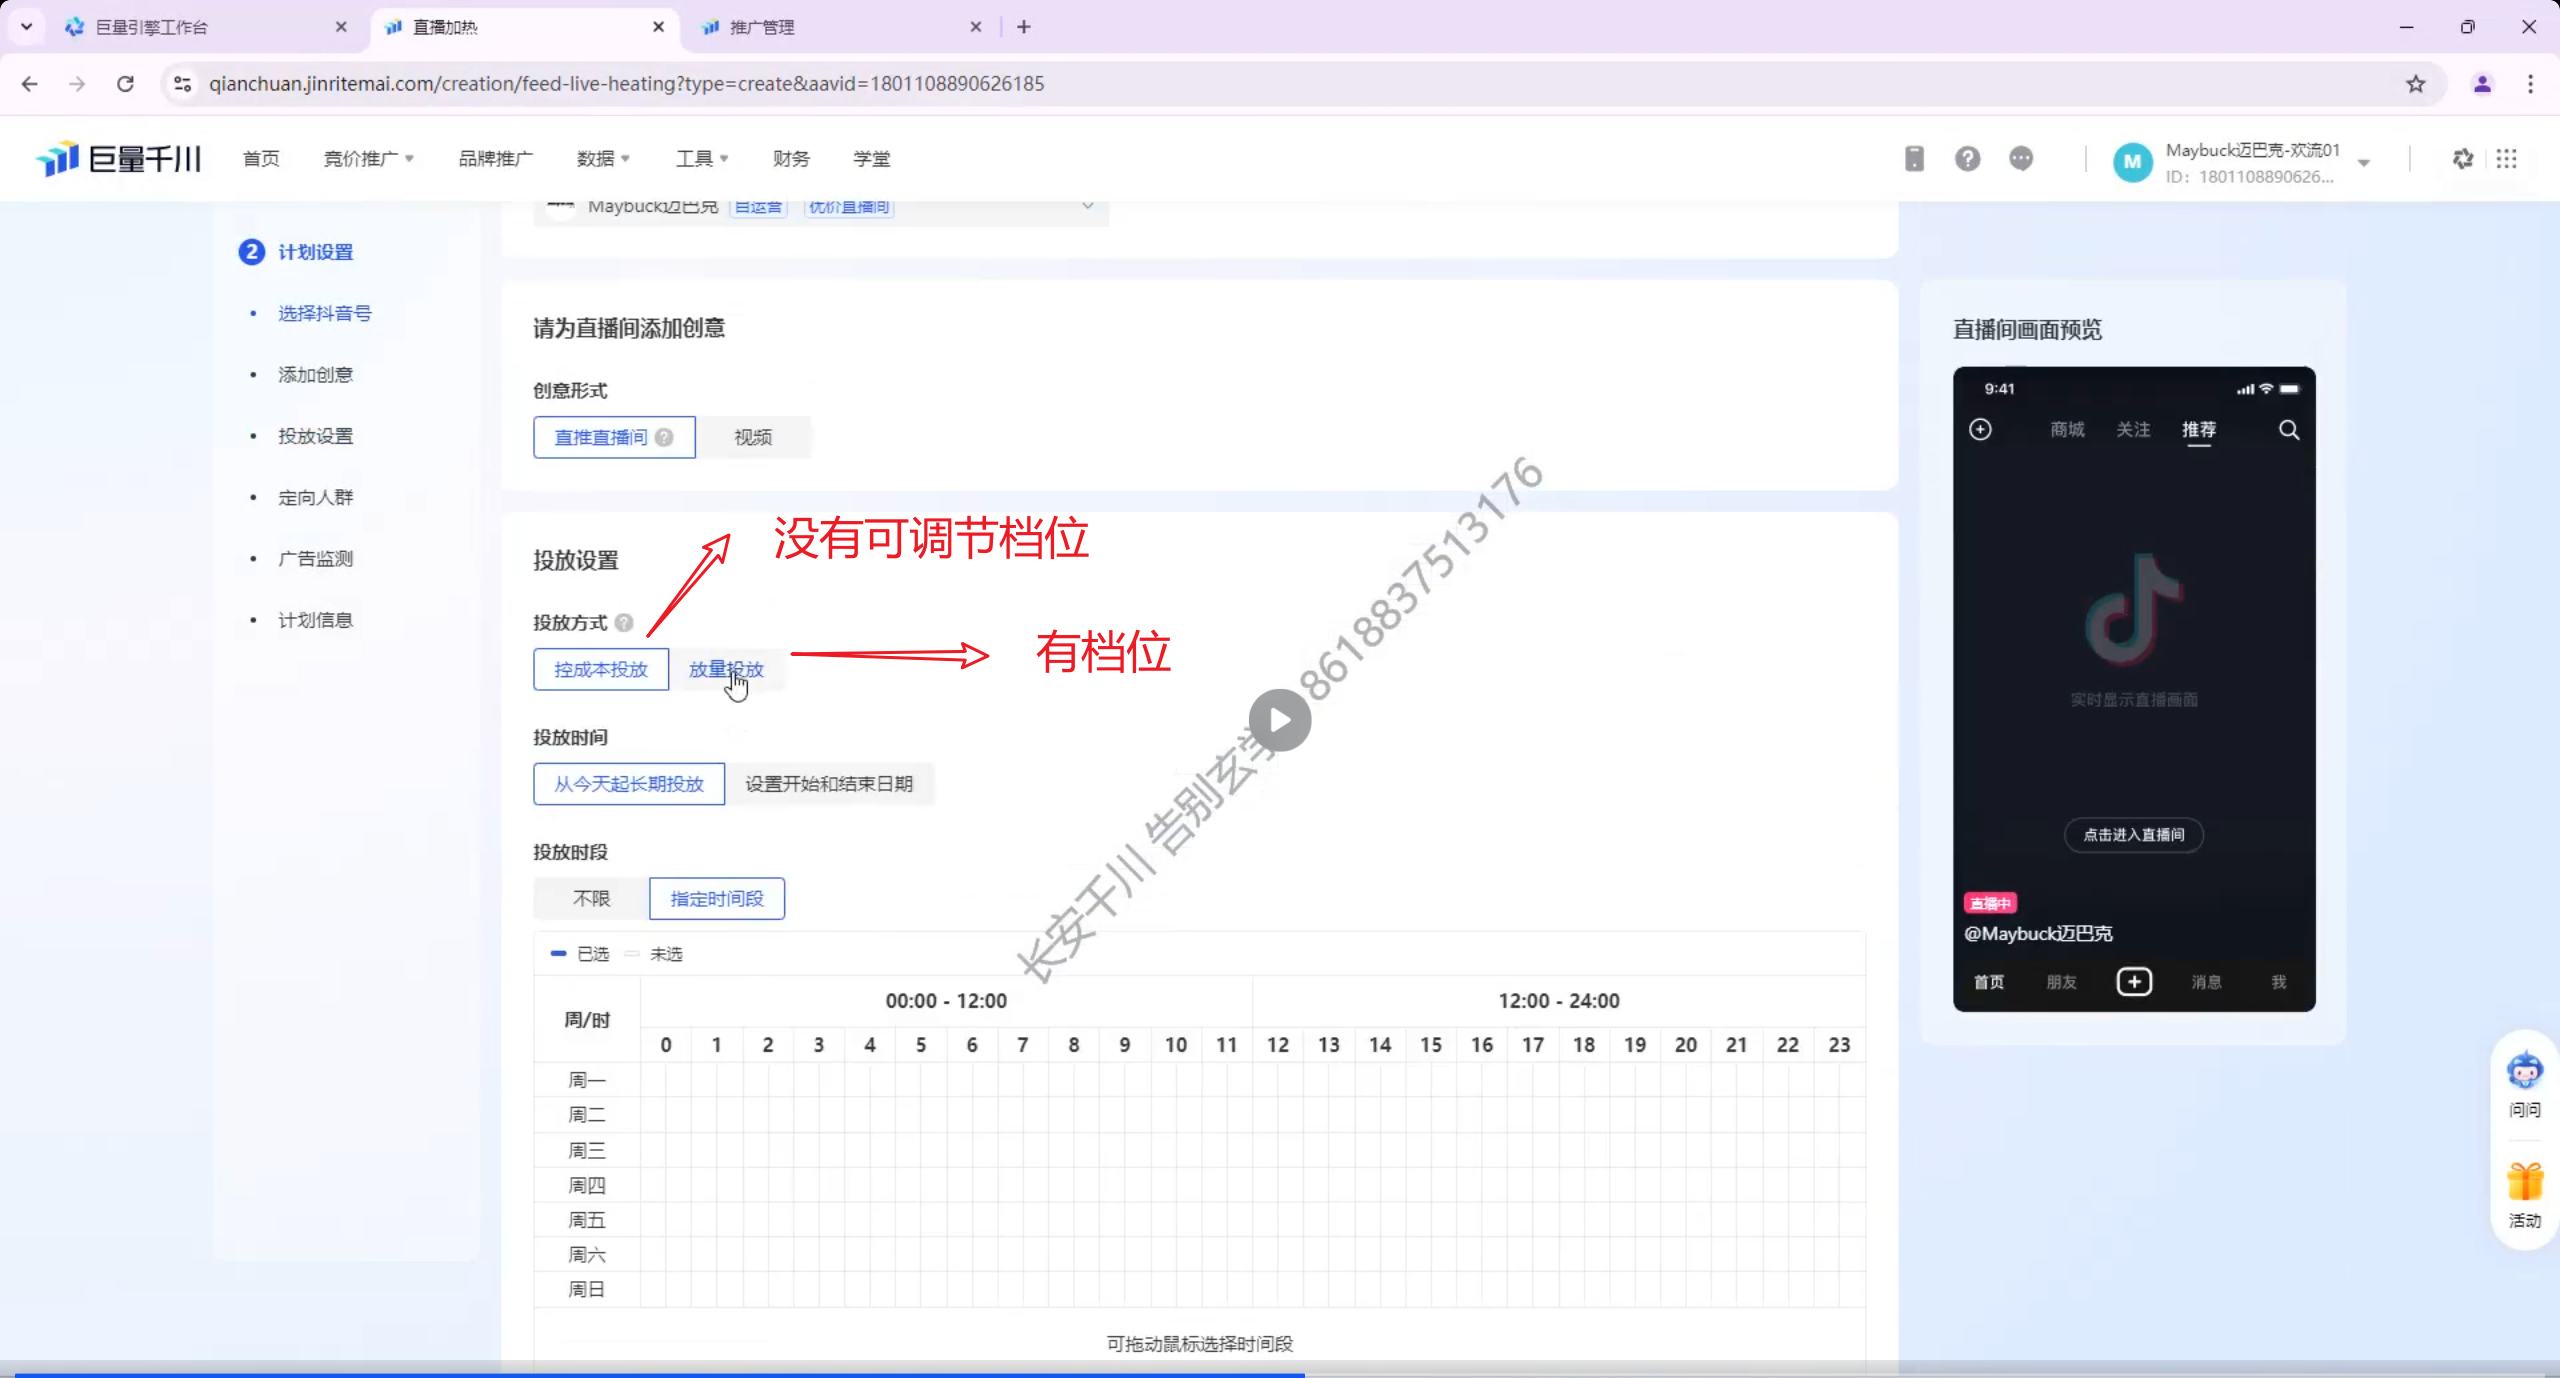 巨量引擎工作台
直播加热
推广管理
qianchuan.jinritemai.com/creation/feed-live-heating?type=create&aavid=1801108890626185
巨量千川
首页
竞价推广
品牌推广
数据
工具
财务
学堂
M
Maybuck迈巴克-欢流01
ID：1801108890626...
Maybuck迈巴克
自运营
优价直播间
2 计划设置
选择抖音号
添加创意
投放设置
定向人群
广告监测
计划信息
请为直播间添加创意
创意形式
直推直播间
视频
投放设置
没有可调节档位
投放方式
控成本投放
放量投放
有档位
投放时间
从今天起长期投放
设置开始和结束日期
投放时段
不限
指定时间段
已选
未选
周/时
00:00 - 12:00
12:00 - 24:00
0 1 2 3 4 5 6 7 8 9 10 11 12 13 14 15 16 17 18 19 20 21 22 23
周一
周二
周三
周四
周五
周六
周日
可拖动鼠标选择时间段
长安千川 告别玄学 8618837513176
直播间画面预览
9:41
商城
关注
推荐
实时显示直播画面
点击进入直播间
直播中
@Maybuck迈巴克
首页
朋友
消息
我
问问
活动